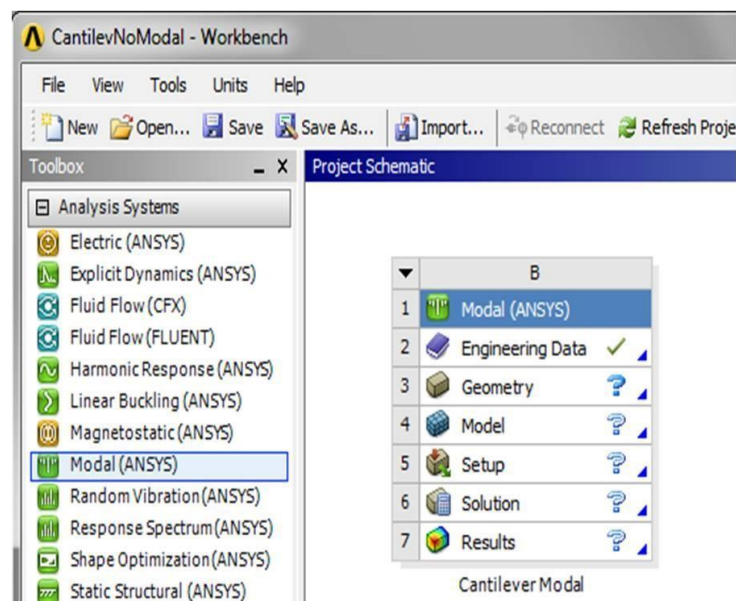 CantilevNoModal - Workbench
File View Tools Units Help
New Open... Save Save As... Import... Reconnect Refresh Proje
Toolbox Project Schematic
Analysis Systems
Electric (ANSYS)
Explicit Dynamics (ANSYS)
Fluid Flow (CFX)
Fluid Flow (FLUENT)
Harmonic Response (ANSYS)
Linear Buckling (ANSYS)
Magnetostatic (ANSYS)
Modal (ANSYS)
Random Vibration (ANSYS)
Response Spectrum (ANSYS)
Shape Optimization (ANSYS)
Static Structural (ANSYS)
B
1 Modal (ANSYS)
2 Engineering Data
3 Geometry
4 Model
5 Setup
6 Solution
7 Results
Cantilever Modal